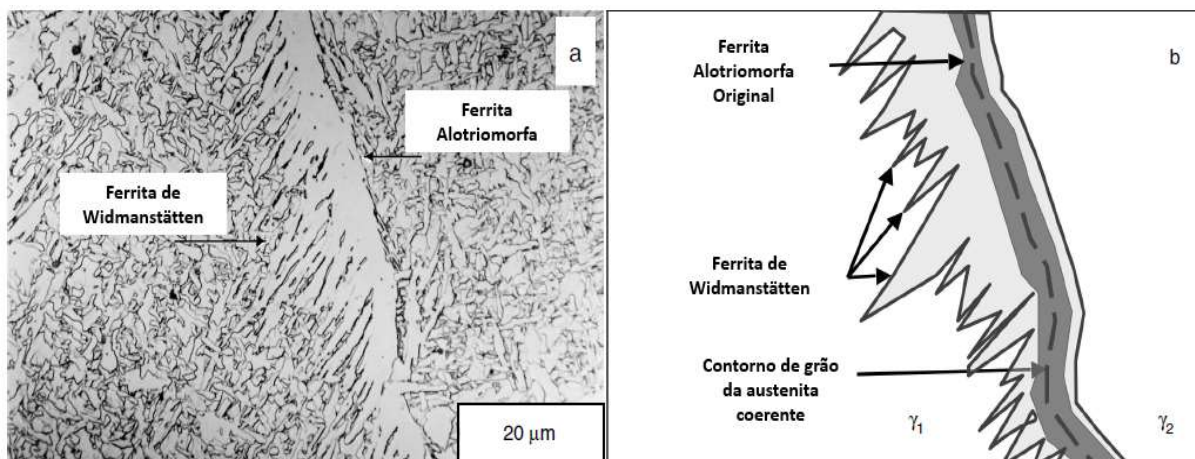 a
Ferrita
Alotriomorfa
Ferrita de
Widmanstätten
20 µm
b
Ferrita
Alotriomorfa
Original
Ferrita de
Widmanstätten
Contorno de grão
da austenita
coerente
γ1
γ2